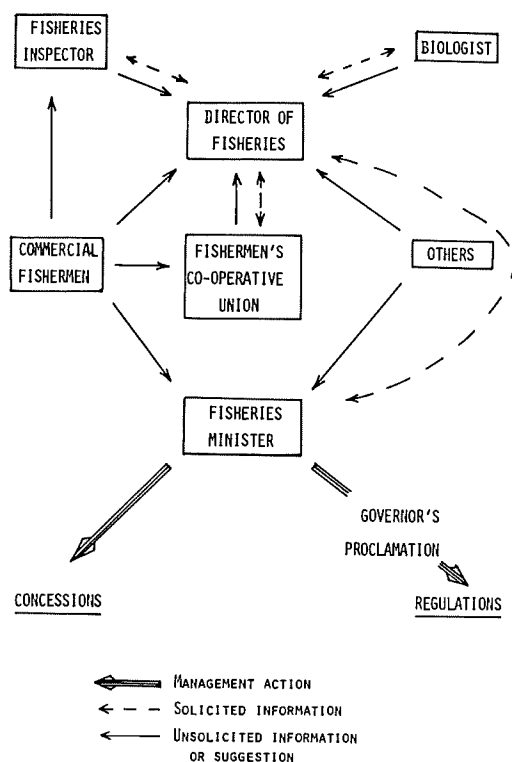 FISHERIES
INSPECTOR
BIOLOGIST
DIRECTOR OF
FISHERIES
COMMERCIAL
FISHERMEN
FISHERMEN'S
CO-OPERATIVE
UNION
OTHERS
FISHERIES
MINISTER
GOVERNOR'S
PROCLAMATION
CONCESSIONS
REGULATIONS
MANAGEMENT ACTION
SOLICITED INFORMATION
UNSOLICITED INFORMATION
OR SUGGESTION